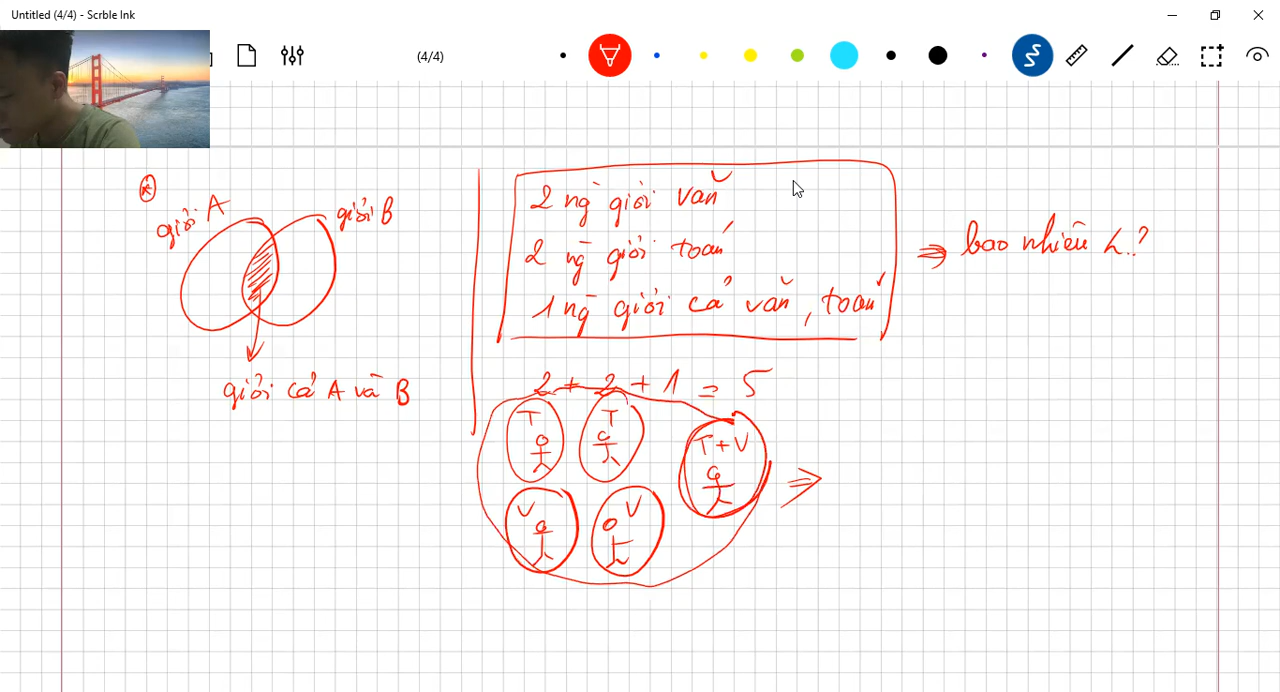 Untitled (4/4) - Scrble Ink
(4/4)
giỏi A
giỏi B
giỏi cả A và B
2 ng̀ giỏi văn
2 ng̀ giỏi toán
1 ng̀ giỏi cả văn, toán
⇒ bao nhiêu h.?
2 + 2 + 1 = 5
T
T
T + V
V
V
⇒